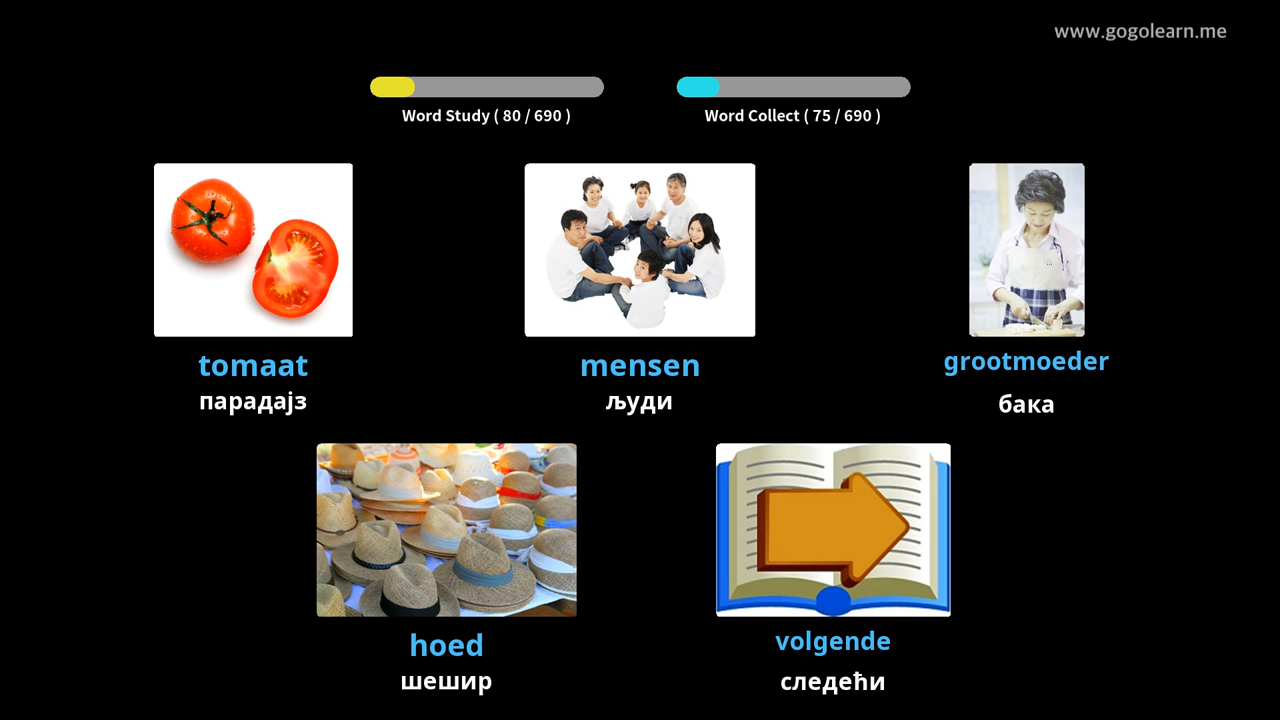 www.gogolearn.me
Word Study ( 80 / 690 )
Word Collect ( 75 / 690 )
tomaat
парадајз
mensen
људи
grootmoeder
бака
hoed
шешир
volgende
следећи